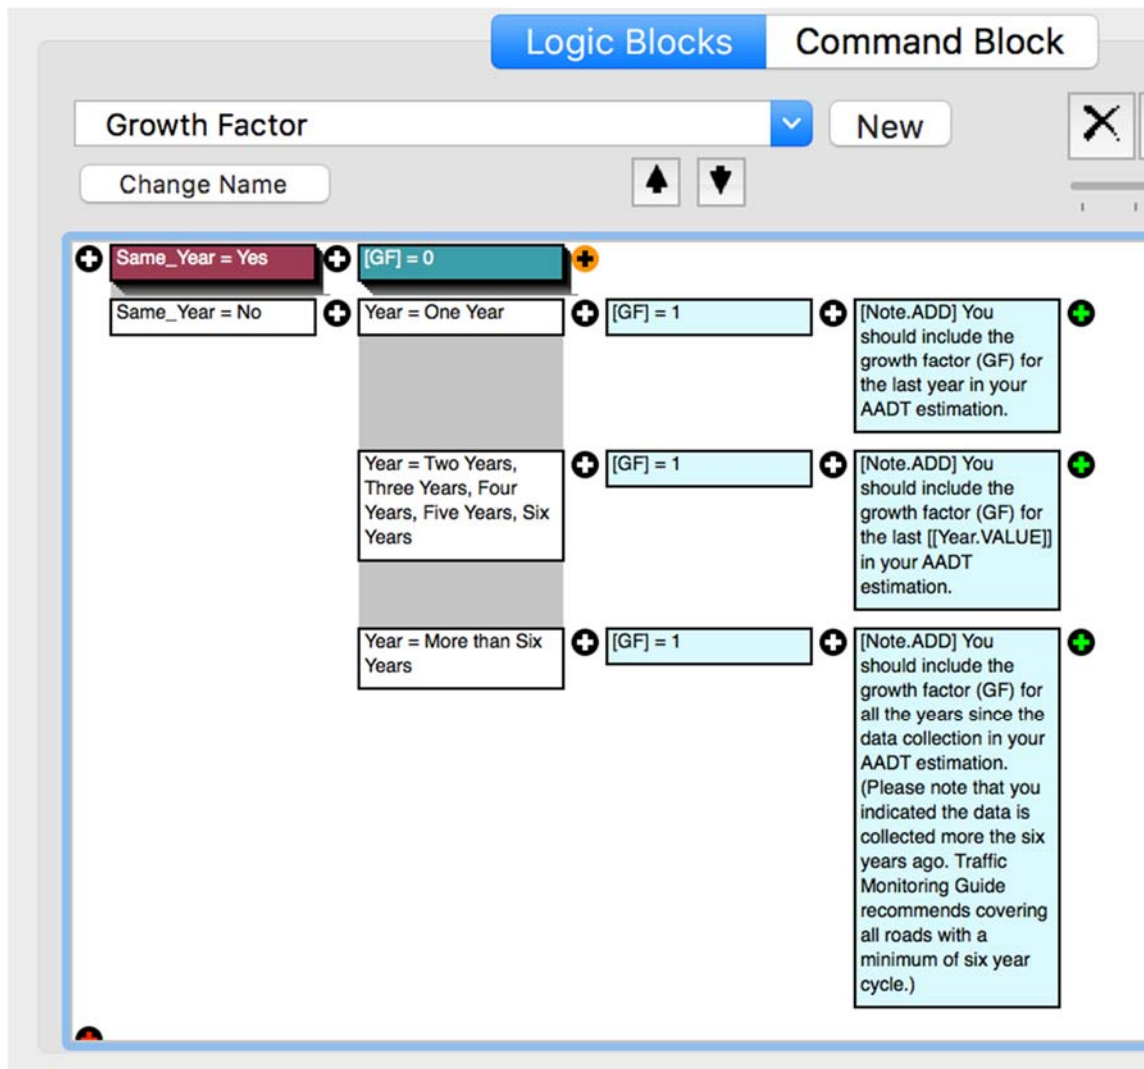 Logic Blocks
Command Block
Growth Factor
New
Change Name
Same_Year = Yes
[GF] = 0
Same_Year = No
Year = One Year
[GF] = 1
[Note.ADD] You
should include the
growth factor (GF) for
the last year in your
AADT estimation.
Year = Two Years,
Three Years, Four
Years, Five Years, Six
Years
[GF] = 1
[Note.ADD] You
should include the
growth factor (GF) for
the last [[Year.VALUE]]
in your AADT
estimation.
Year = More than Six
Years
[GF] = 1
[Note.ADD] You
should include the
growth factor (GF) for
all the years since the
data collection in your
AADT estimation.
(Please note that you
indicated the data is
collected more the six
years ago. Traffic
Monitoring Guide
recommends covering
all roads with a
minimum of six year
cycle.)